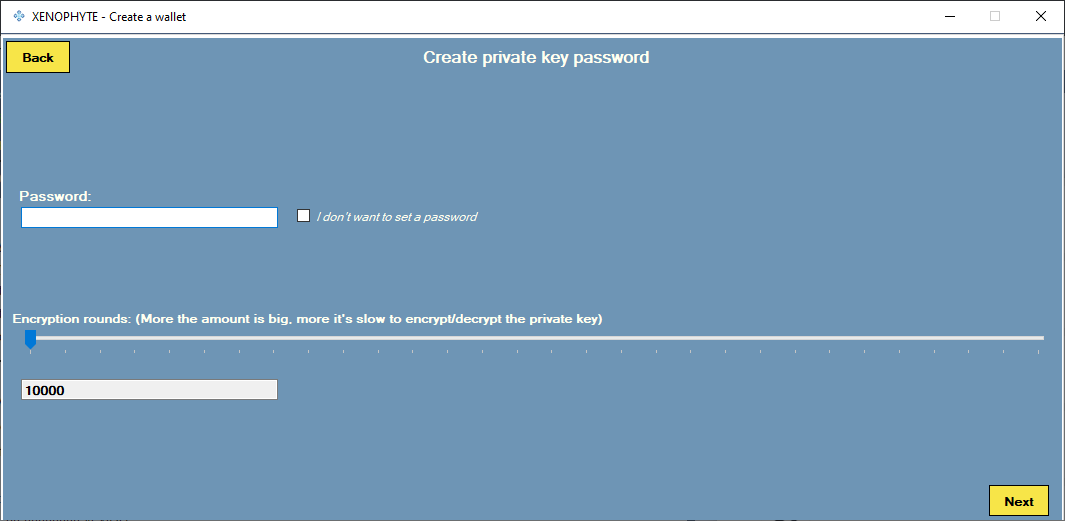 XENOPHYTE - Create a wallet
Back
Create private key password
Password:
I don't want to set a password
Encryption rounds: (More the amount is big, more it's slow to encrypt/decrypt the private key)
10000
Next